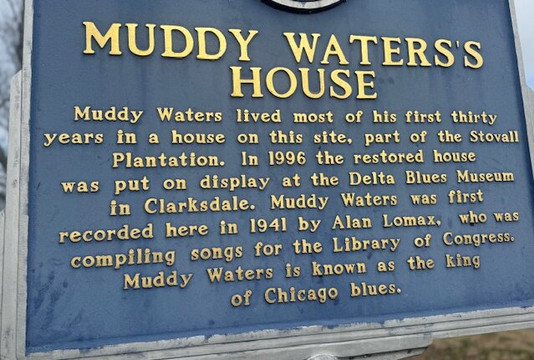 MUDDY WATERS'S
HOUSE
Muddy Waters lived most of his first thirty
years in a house on this site, part of the Stovall
Plantation. In 1996 the restored house
was put on display at the Delta Blues Museum
in Clarksdale. Muddy Waters was first
recorded here in 1941 by Alan Lomax, who was
compiling songs for the Library of Congress.
Muddy Waters is known as the king
of Chicago blues.